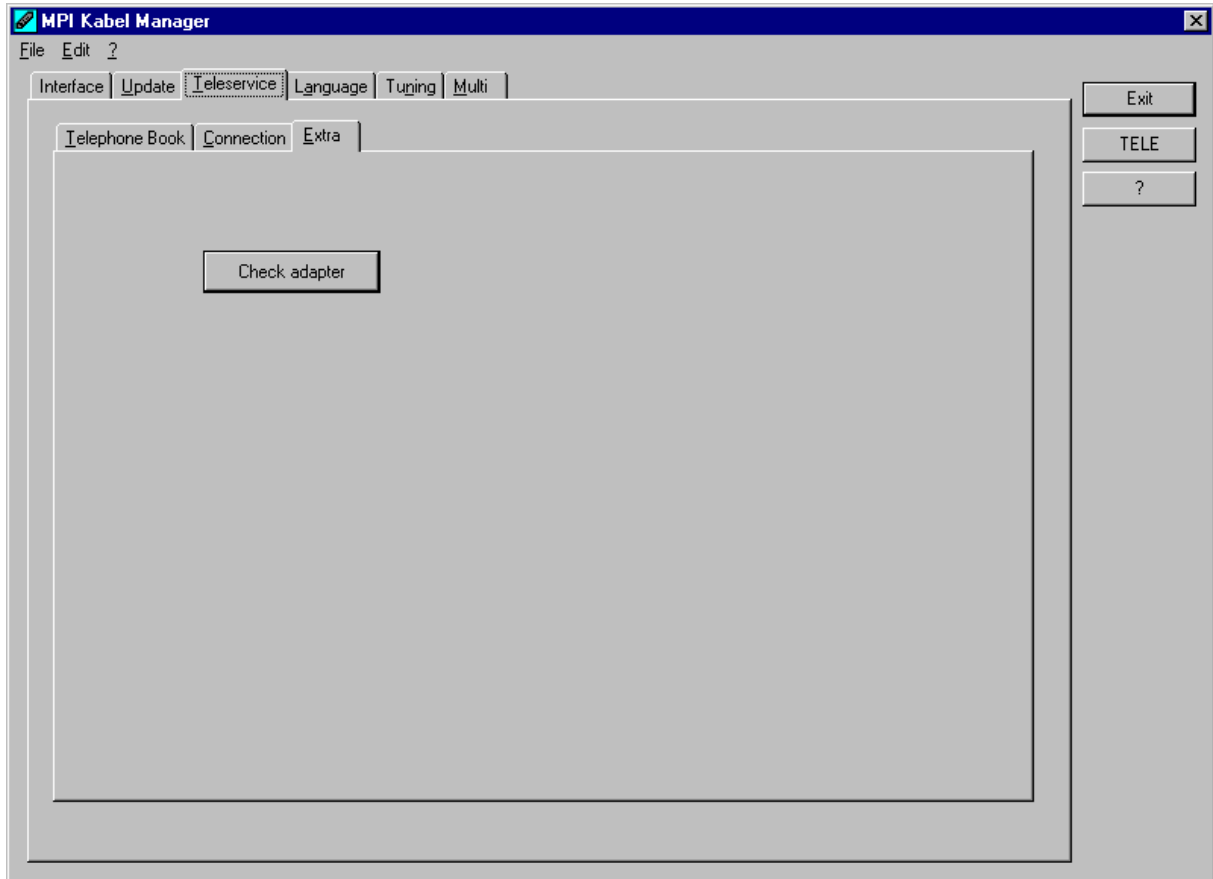 MPI Kabel Manager
File Edit ?
Interface Update Teleservice Language Tuning Multi
Exit
Telephone Book Connection Extra
TELE
?
Check adapter